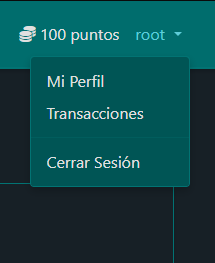 100 puntos root
Mi Perfil
Transacciones
Cerrar Sesión